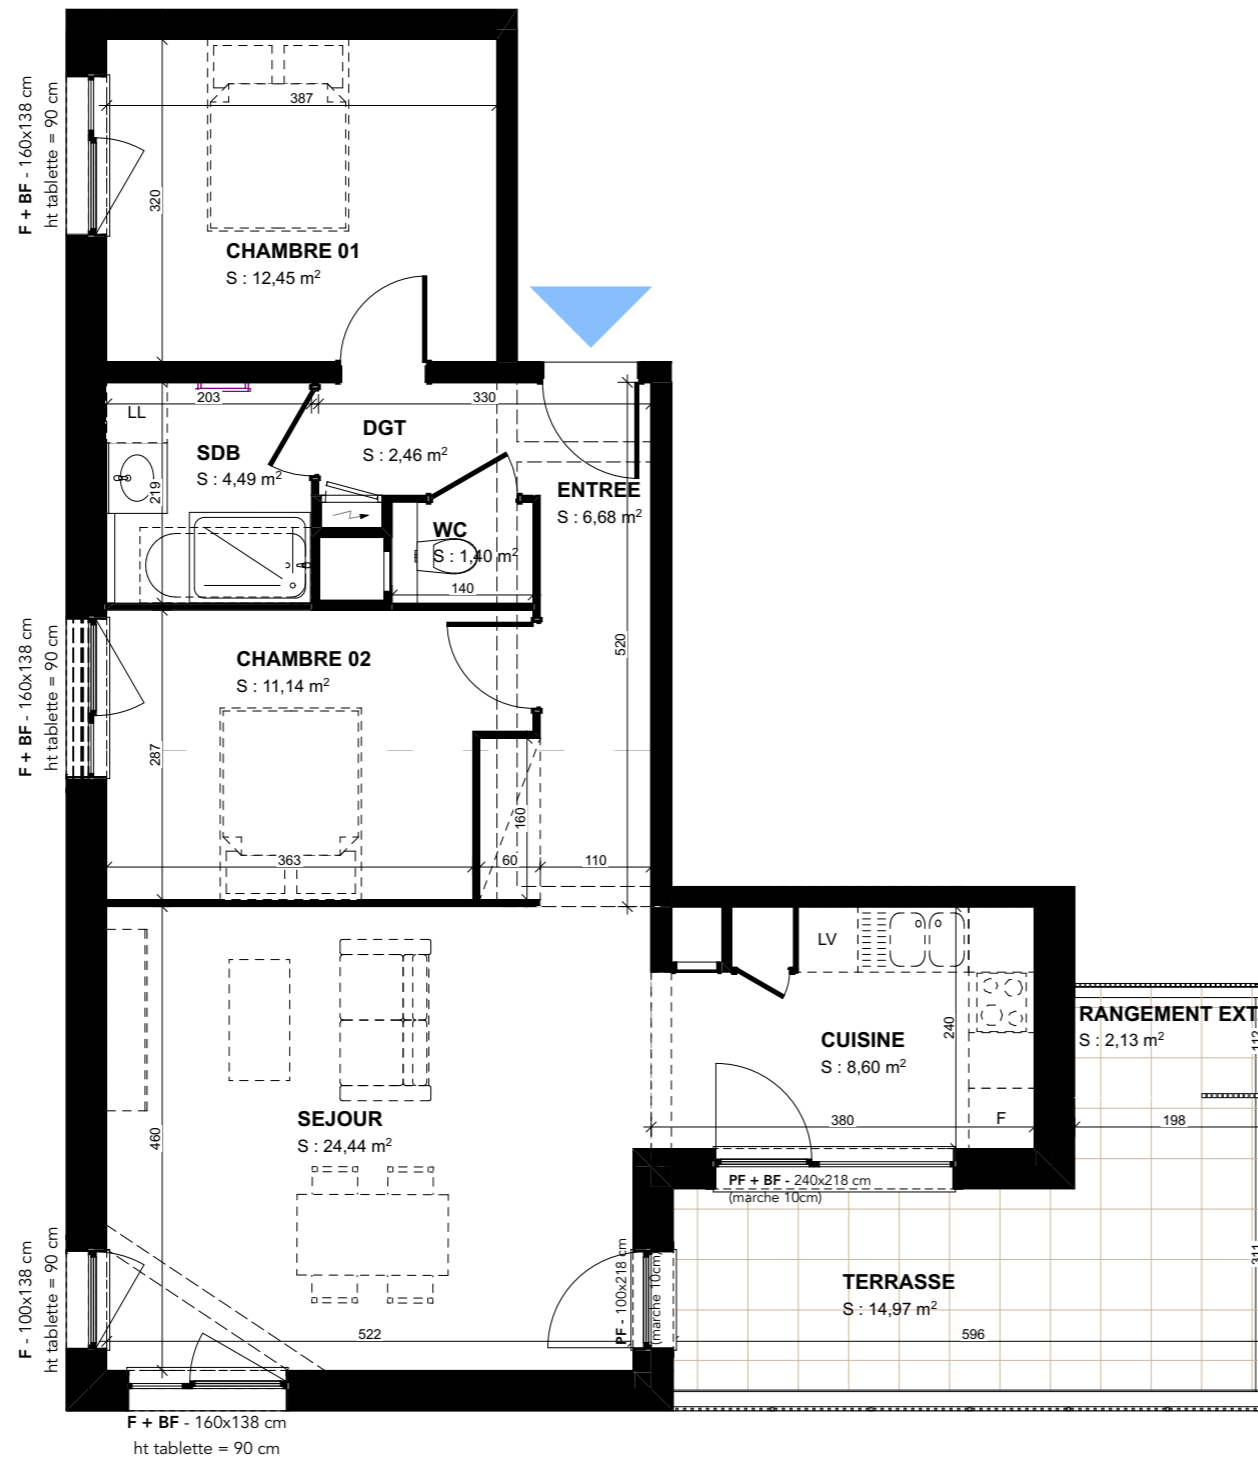 F + BF - 160x138 cm
ht tablette = 90 cm
387
320
CHAMBRE 01
S : 12,45 m²
203
330
LL
DGT
S : 2,46 m²
SDB
S : 4,49 m²
219
ENTREE
S : 6,68 m²
WC
S : 1,40 m²
140
520
F + BF - 160x138 cm
ht tablette = 90 cm
CHAMBRE 02
S : 11,14 m²
287
160
363
60
110
LV
240
CUISINE
S : 8,60 m²
RANGEMENT EXT
S : 2,13 m²
112
F
380
198
SEJOUR
S : 24,44 m²
460
PF + BF - 240x218 cm
(marche 10cm)
F - 100x138 cm
ht tablette = 90 cm
PF - 100x218 cm
(marche 10cm)
311
TERRASSE
S : 14,97 m²
522
596
F + BF - 160x138 cm
ht tablette = 90 cm